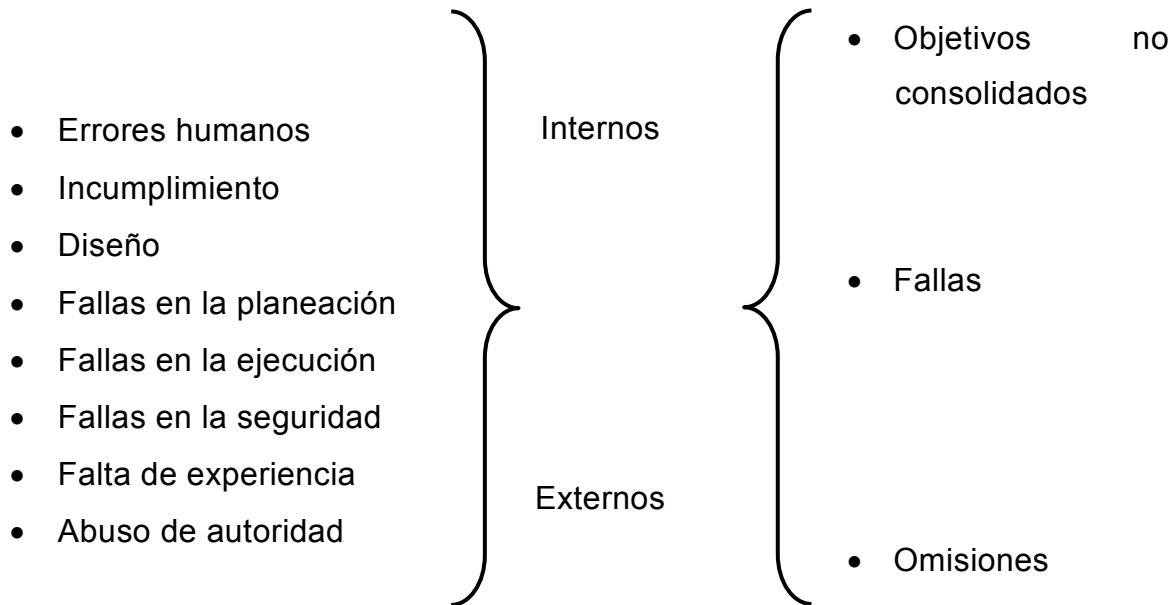 • Errores humanos
• Incumplimiento
• Diseño
• Fallas en la planeación
• Fallas en la ejecución
• Fallas en la seguridad
• Falta de experiencia
• Abuso de autoridad
Internos
Externos
• Objetivos no
consolidados
• Fallas
• Omisiones